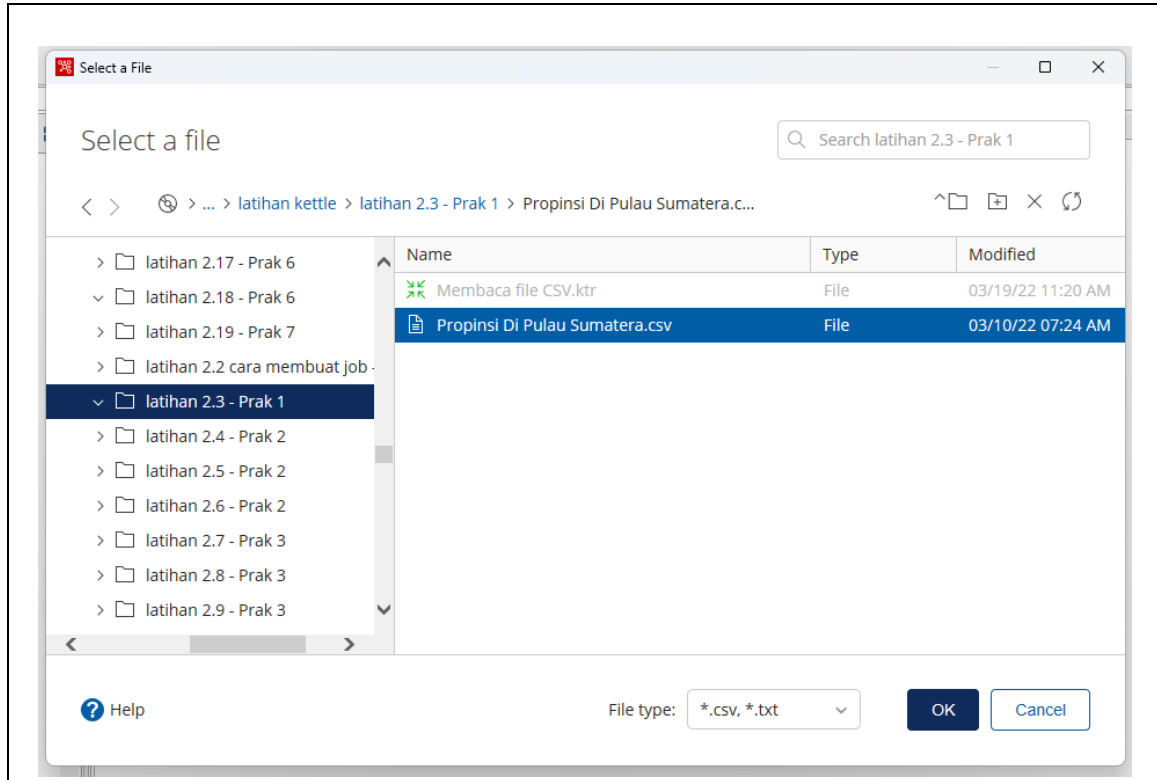 Select a File
Select a file
Search latihan 2.3 - Prak 1
> ... > latihan kettle > latihan 2.3 - Prak 1 > Propinsi Di Pulau Sumatera.c...
latihan 2.17 - Prak 6
latihan 2.18 - Prak 6
latihan 2.19 - Prak 7
latihan 2.2 cara membuat job -
latihan 2.3 - Prak 1
latihan 2.4 - Prak 2
latihan 2.5 - Prak 2
latihan 2.6 - Prak 2
latihan 2.7 - Prak 3
latihan 2.8 - Prak 3
latihan 2.9 - Prak 3
Name Type Modified
Membaca file CSV.ktr File 03/19/22 11:20 AM
Propinsi Di Pulau Sumatera.csv File 03/10/22 07:24 AM
Help File type: *.csv, *.txt OK Cancel